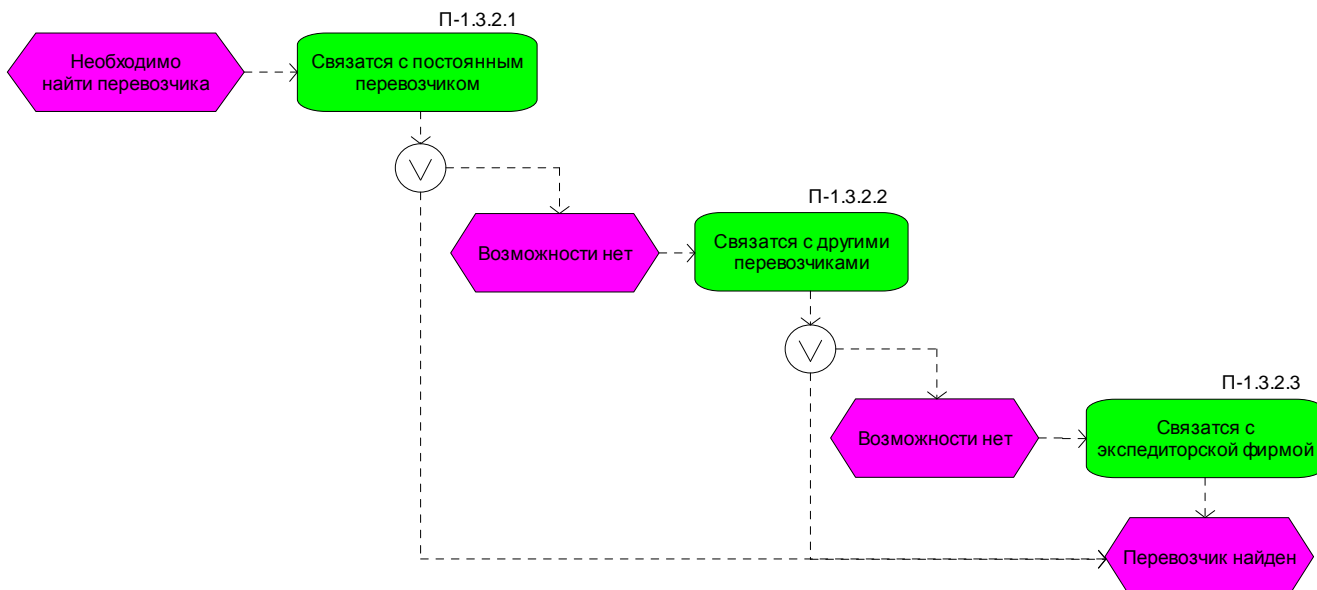 П-1.3.2.1
Необходимо
найти перевозчика
Связатся с постоянным
перевозчиком
П-1.3.2.2
Возможности нет
Связатся с другими
перевозчиками
П-1.3.2.3
Возможности нет
Связатся с
экспедиторской фирмой
Перевозчик найден